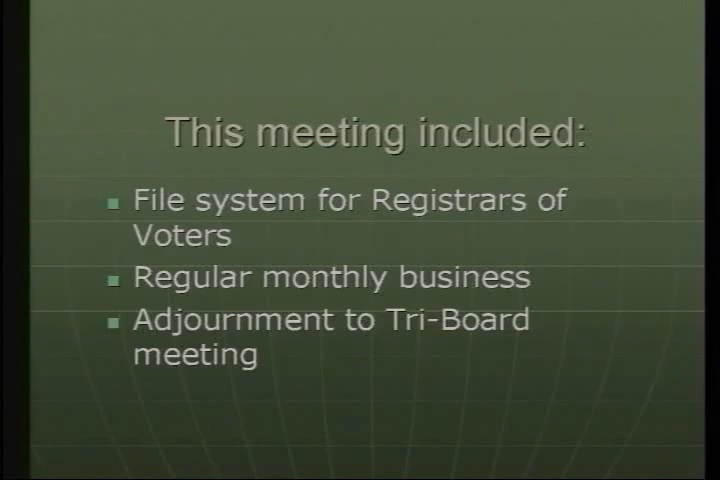 This meeting included:
File system for Registrars of
Voters
Regular monthly business
Adjournment to Tri-Board
meeting